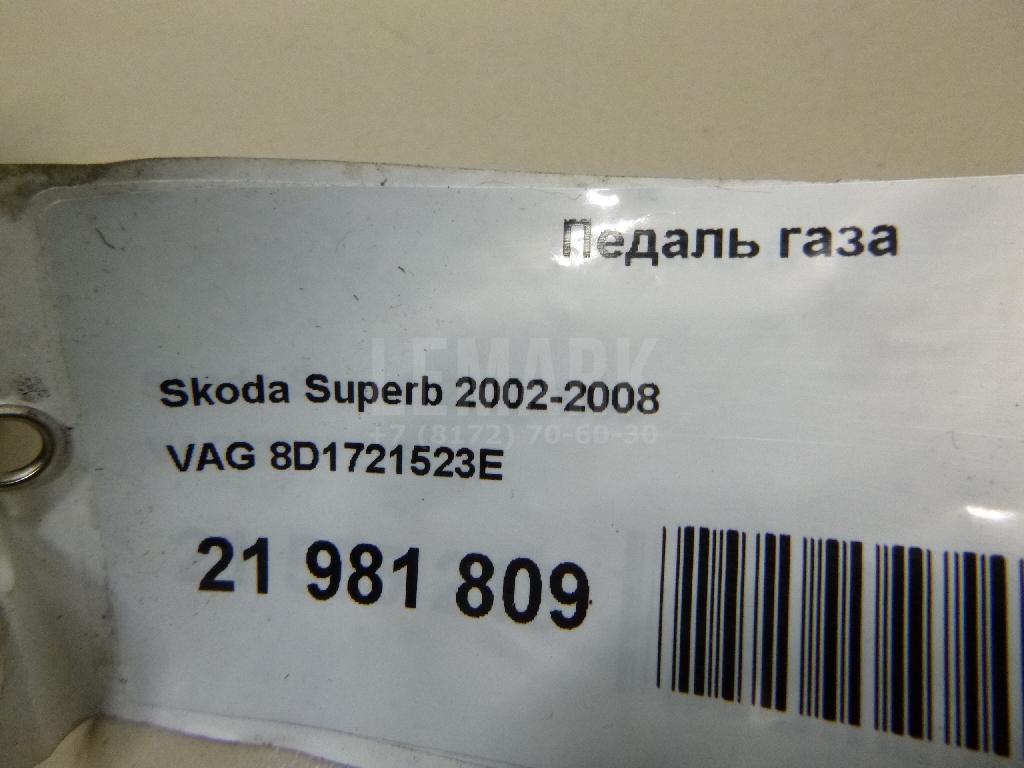 Педаль газа
LEMARK
Skoda Superb 2002-2008
+7 (8172) 70-60-30
VAG 8D1721523E
21 981 809